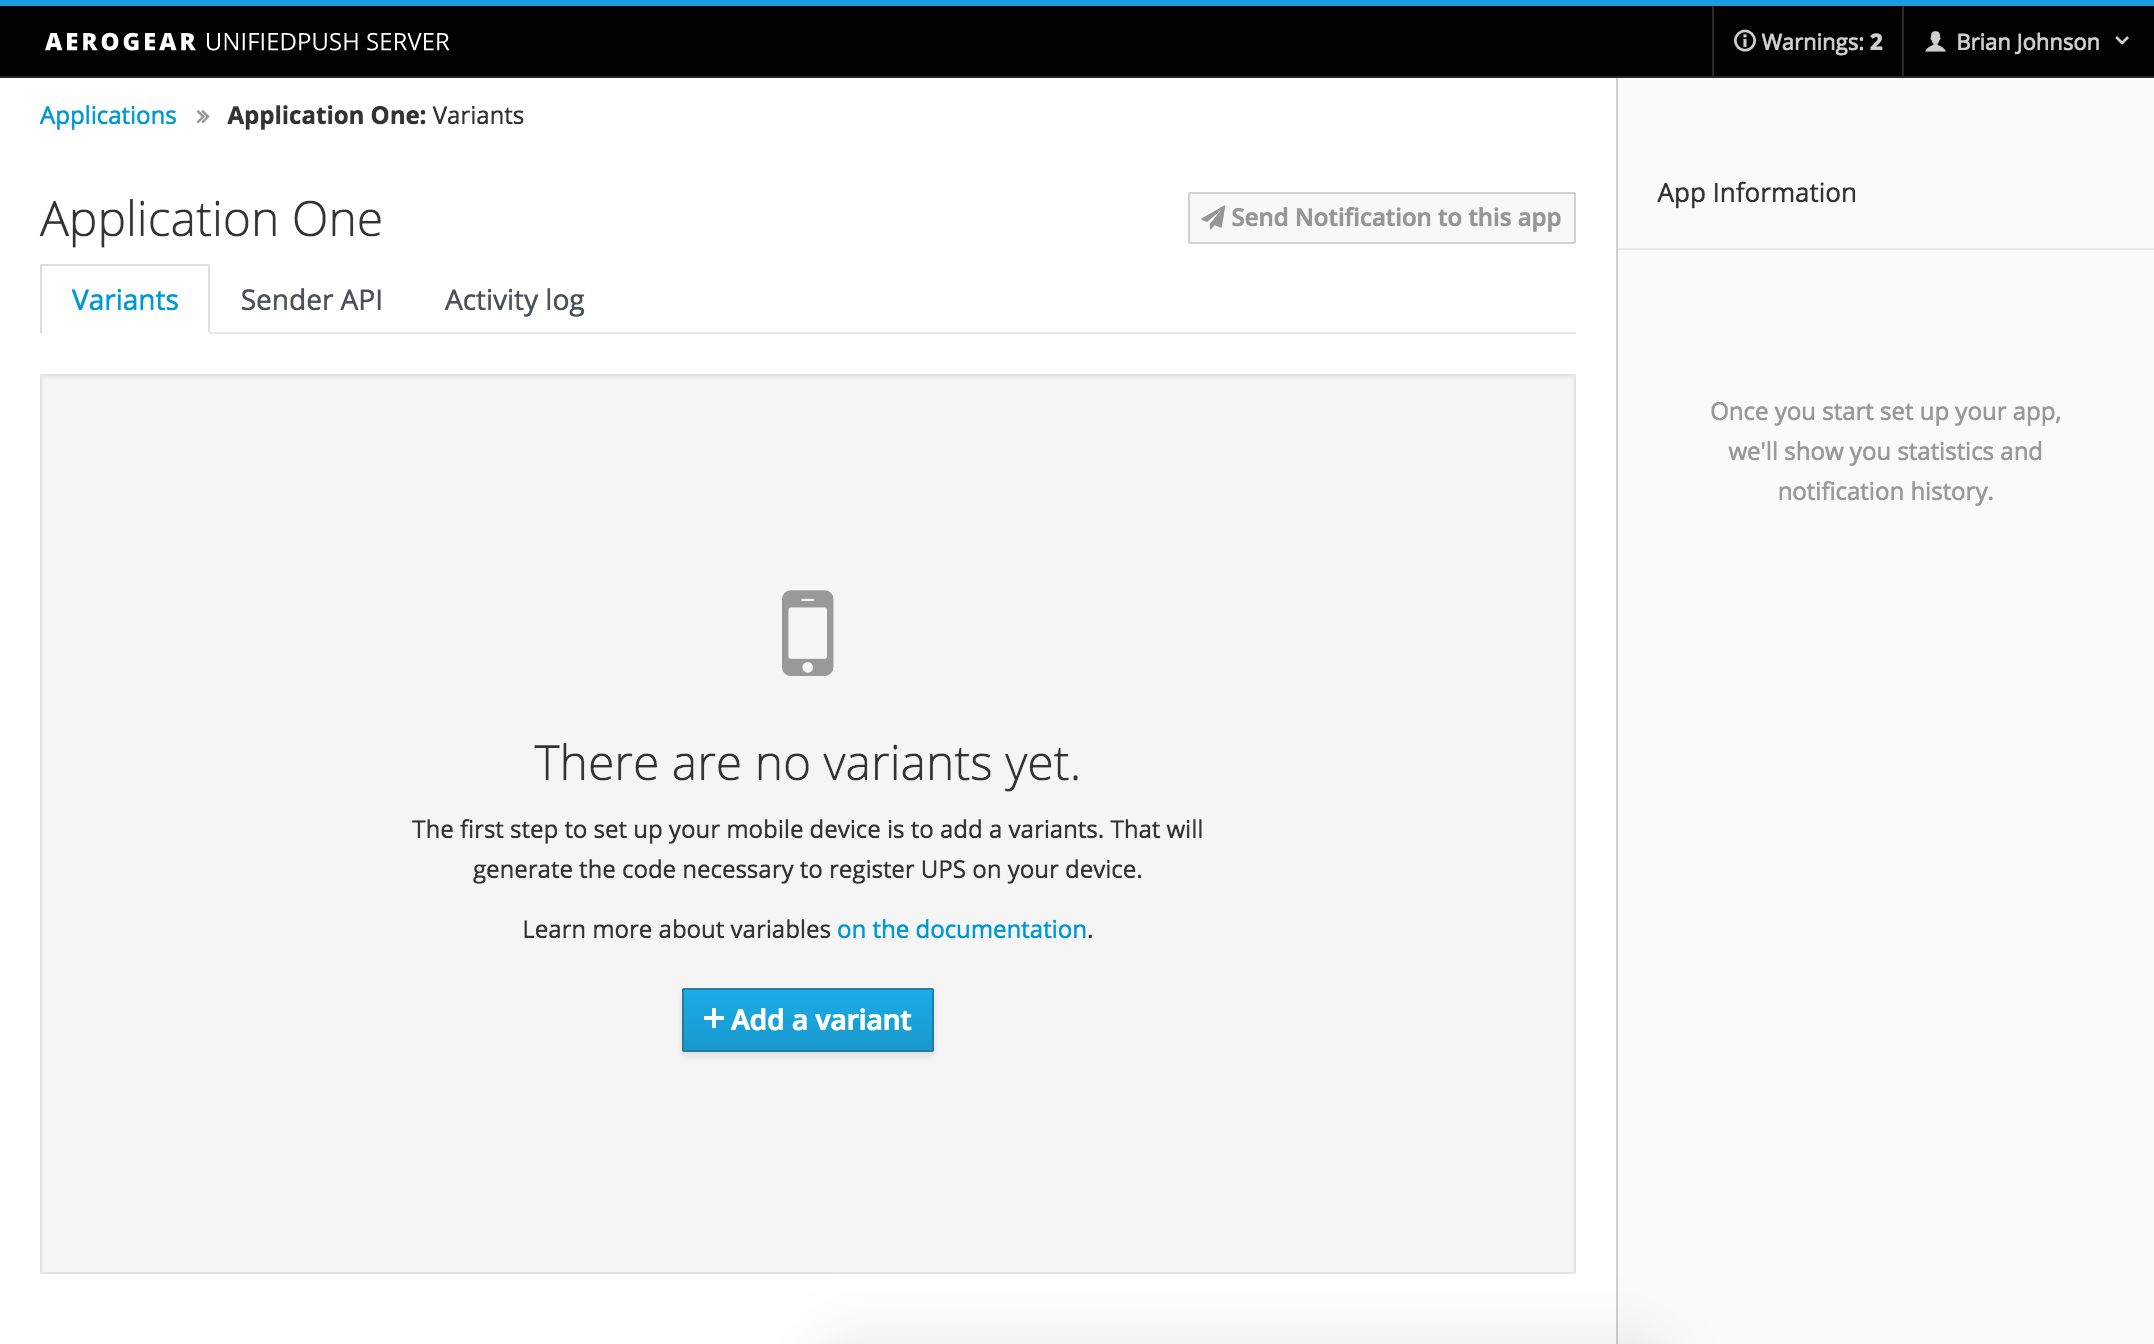 AEROGEAR UNIFIEDPUSH SERVER
Warnings: 2
Brian Johnson
Applications » Application One: Variants
Application One
Send Notification to this app
Variants
Sender API
Activity log
There are no variants yet.
The first step to set up your mobile device is to add a variants. That will
generate the code necessary to register UPS on your device.
Learn more about variables on the documentation.
+ Add a variant
App Information
Once you start set up your app,
we'll show you statistics and
notification history.